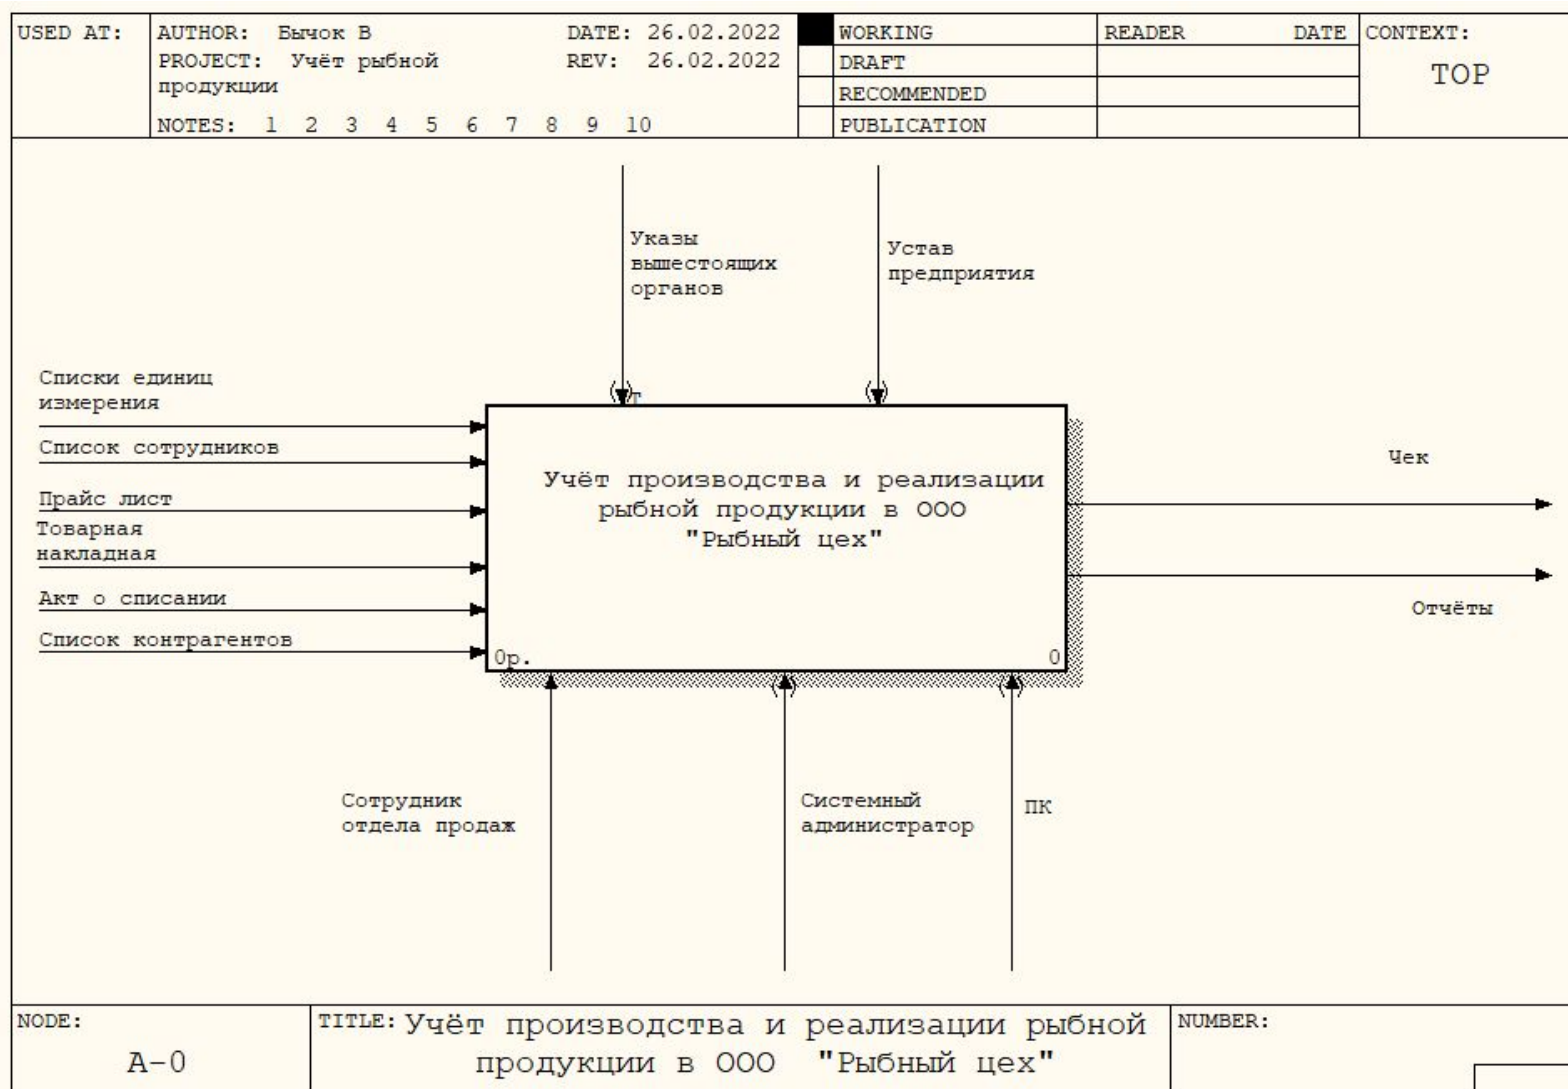 USED AT:
AUTHOR: Бычок В
DATE: 26.02.2022
PROJECT: Учёт рыбной
продукции
REV: 26.02.2022
NOTES: 1 2 3 4 5 6 7 8 9 10
WORKING
DRAFT
RECOMMENDED
PUBLICATION
READER DATE
CONTEXT:
TOP
Указы
вышестоящих
органов
Устав
предприятия
Т
Списки единиц
измерения
Список сотрудников
Прайс лист
Товарная
накладная
Акт о списании
Список контрагентов
Учёт производства и реализации
рыбной продукции в ООО
"Рыбный цех"
0р.
0
Чек
Отчёты
Сотрудник
отдела продаж
Системный
администратор
ПК
NODE:
A-0
TITLE: Учёт производства и реализации рыбной
продукции в ООО "Рыбный цех"
NUMBER: